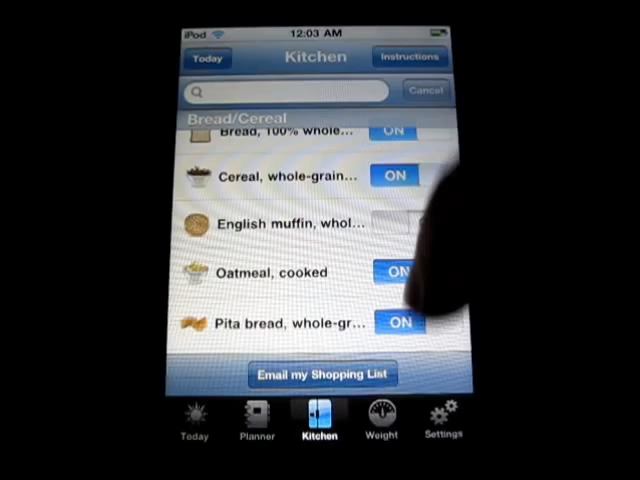 iPod 12:03 AM
Today Kitchen Instructions
Cancel
Bread/Cereal
Bread, 100% whole... ON
Cereal, whole-grain... ON
English muffin, whol...
Oatmeal, cooked ON
Pita bread, whole-gr... ON
Email my Shopping List
Today Planner Kitchen Weight Settings